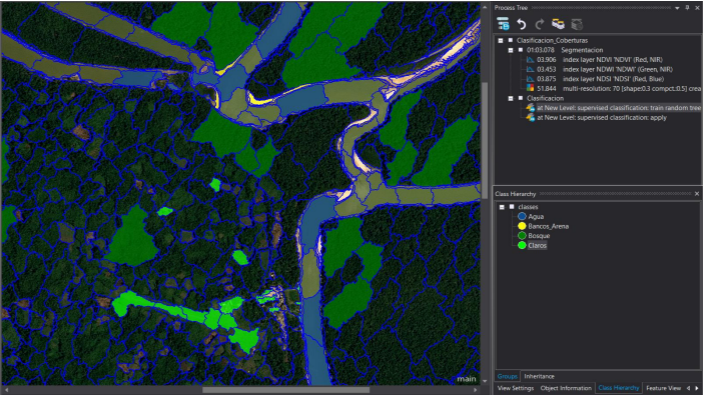 Process Tree
Clasificacion_Coberturas
01:03.078 Segmentacion
03.906 index layer NDVI 'NDVI' (Red, NIR)
03.453 index layer NDWI 'NDWI' (Green, NIR)
03.875 index layer NDSI 'NDSI' (Red, Blue)
51.844 multi-resolution: 70 [shape:0.3 compct.:0.5] crea
Clasificacion
at New Level: supervised classification: train random tree
at New Level: supervised classification: apply
Class Hierarchy
classes
Agua
Bancos_Arena
Bosque
Claros
main
Groups Inheritance
View Settings Object Information Class Hierarchy Feature View